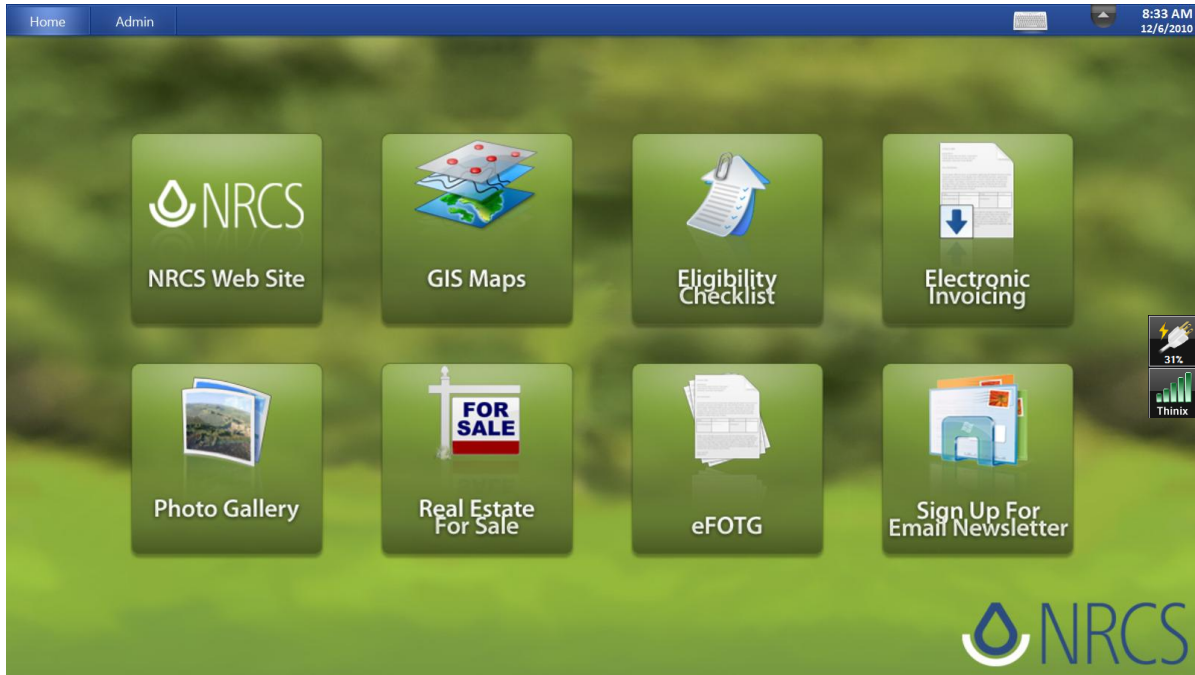 Home
Admin
8:33 AM
12/6/2010
NRCS
NRCS Web Site
GIS Maps
Eligibility
Checklist
Electronic
Invoicing
31%
Thinix
Photo Gallery
FOR
SALE
Real Estate
For Sale
eFOTG
Sign Up For
Email Newsletter
NRCS